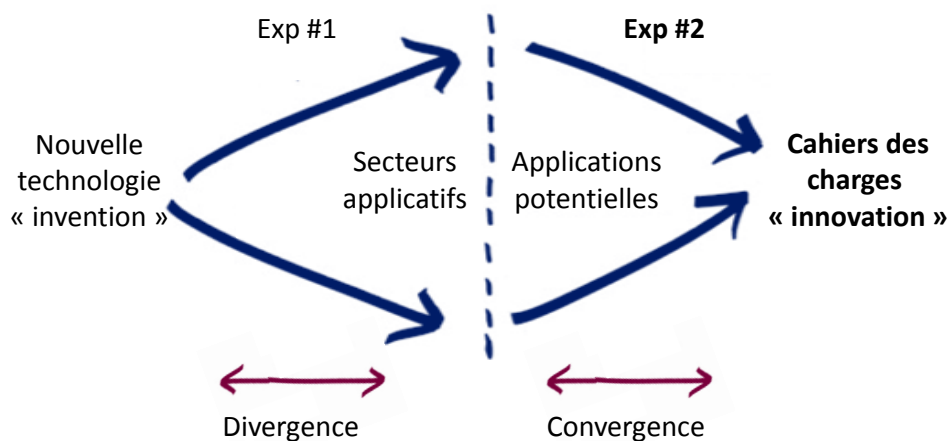 Exp #1
Exp #2
Nouvelle
technologie
« invention »
Secteurs
applicatifs
Applications
potentielles
Cahiers des
charges
« innovation »
Divergence
Convergence